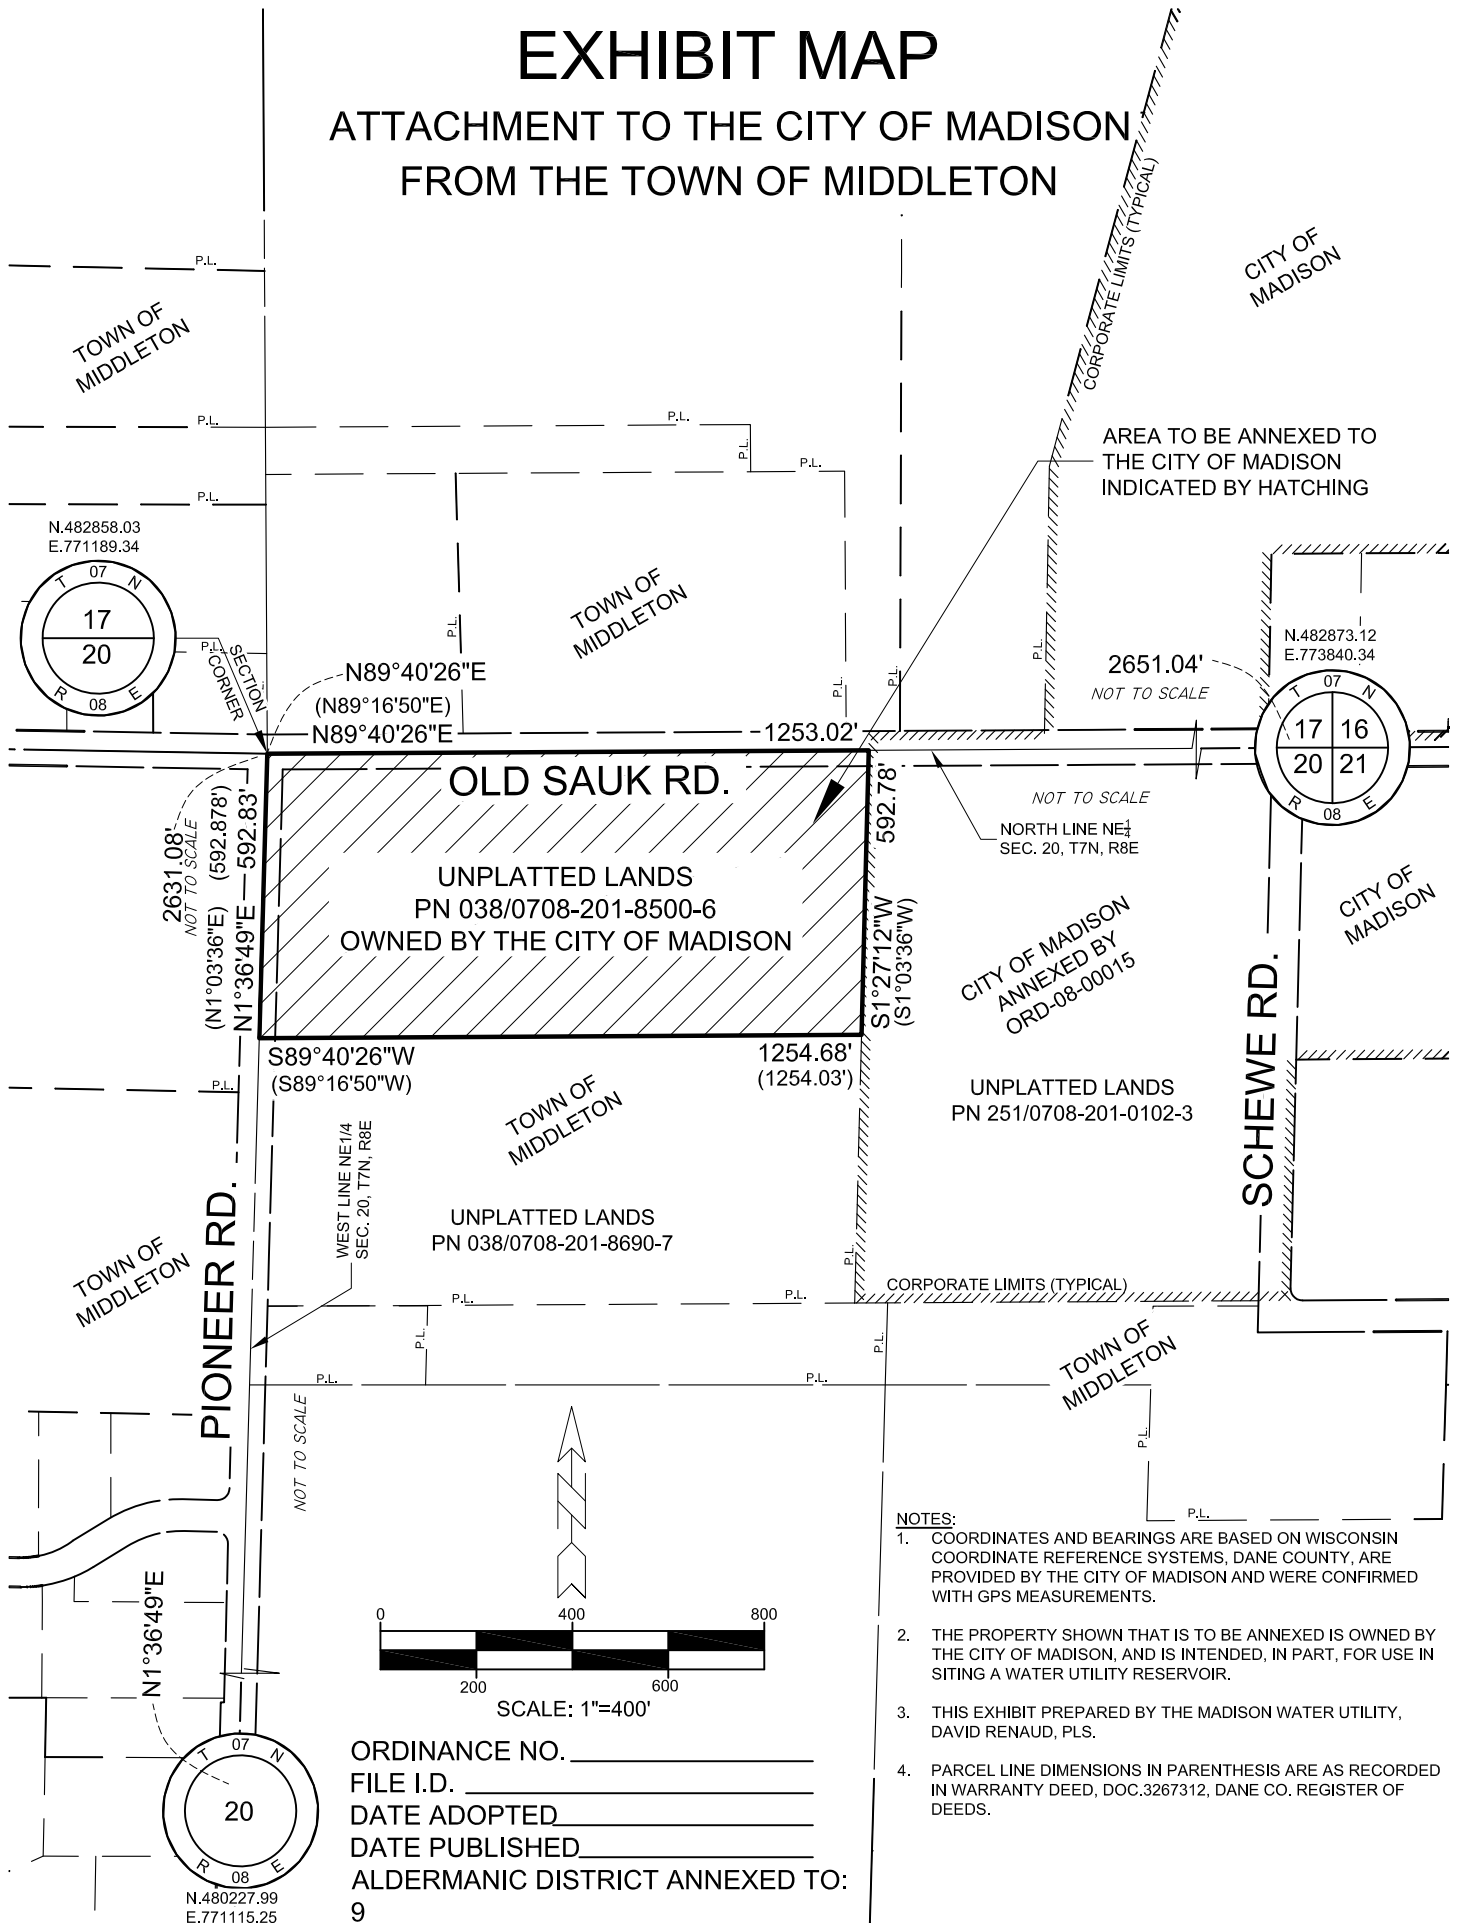 EXHIBIT MAP
ATTACHMENT TO THE CITY OF MADISON
FROM THE TOWN OF MIDDLETON
CORPORATE LIMITS (TYPICAL)
CITY OF
MADISON
P.L.
TOWN OF
MIDDLETON
P.L.
P.L.
P.L.
P.L.
P.L.
AREA TO BE ANNEXED TO
THE CITY OF MADISON
INDICATED BY HATCHING
N.482858.03
E.771189.34
T 07 N
17
20
R 08 E
P.L.
SECTION
CORNER
TOWN OF
MIDDLETON
P.L.
P.L.
P.L.
P.L.
N.482873.12
E.773840.34
T 07 N
17 16
20 21
R 08 E
2651.04'
NOT TO SCALE
N89°40'26"E
(N89°16'50"E)
N89°40'26"E
1253.02'
OLD SAUK RD.
2631.08'
NOT TO SCALE
(N1°03'36"E) (592.878')
N1°36'49"E 592.83'
592.78'
S1°27'12"W
(S1°03'36"W)
NOT TO SCALE
NORTH LINE NE1/4
SEC. 20, T7N, R8E
UNPLATTED LANDS
PN 038/0708-201-8500-6
OWNED BY THE CITY OF MADISON
CITY OF MADISON
ANNEXED BY
ORD-08-00015
CITY OF
MADISON
SCHEWE RD.
S89°40'26"W
(S89°16'50"W)
1254.68'
(1254.03')
P.L.
TOWN OF
MIDDLETON
UNPLATTED LANDS
PN 251/0708-201-0102-3
WEST LINE NE1/4
SEC. 20, T7N, R8E
UNPLATTED LANDS
PN 038/0708-201-8690-7
PIONEER RD.
TOWN OF
MIDDLETON
P.L.
CORPORATE LIMITS (TYPICAL)
P.L.
P.L.
P.L.
P.L.
TOWN OF
MIDDLETON
P.L.
P.L.
P.L.
P.L.
NOT TO SCALE
N1°36'49"E
0 400 800
200 600
SCALE: 1"=400'
NOTES:
1. COORDINATES AND BEARINGS ARE BASED ON WISCONSIN
COORDINATE REFERENCE SYSTEMS, DANE COUNTY, ARE
PROVIDED BY THE CITY OF MADISON AND WERE CONFIRMED
WITH GPS MEASUREMENTS.
2. THE PROPERTY SHOWN THAT IS TO BE ANNEXED IS OWNED BY
THE CITY OF MADISON, AND IS INTENDED, IN PART, FOR USE IN
SITING A WATER UTILITY RESERVOIR.
3. THIS EXHIBIT PREPARED BY THE MADISON WATER UTILITY,
DAVID RENAUD, PLS.
4. PARCEL LINE DIMENSIONS IN PARENTHESIS ARE AS RECORDED
IN WARRANTY DEED, DOC.3267312, DANE CO. REGISTER OF
DEEDS.
T 07 N
20
R 08 E
N.480227.99
E.771115.25
ORDINANCE NO.
FILE I.D.
DATE ADOPTED
DATE PUBLISHED
ALDERMANIC DISTRICT ANNEXED TO:
9